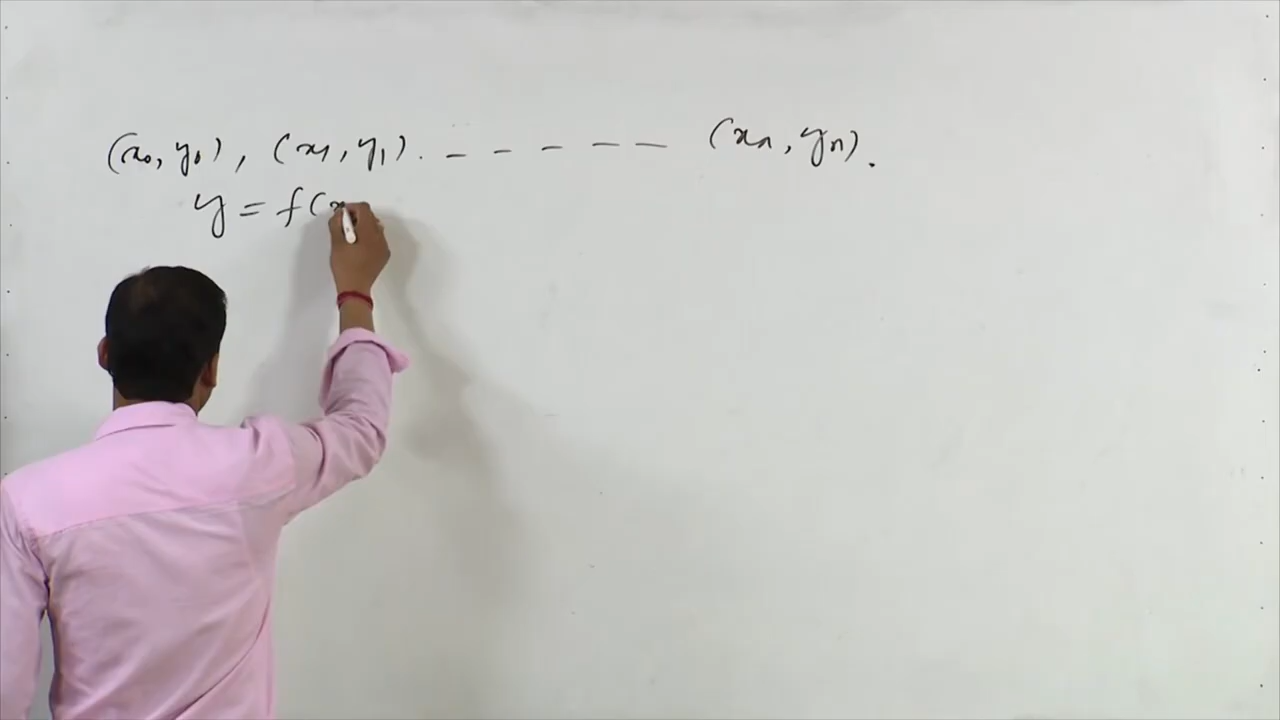 (x₀, y₀), (x₁, y₁). – – – – – (xₙ, yₙ).
y = f(x